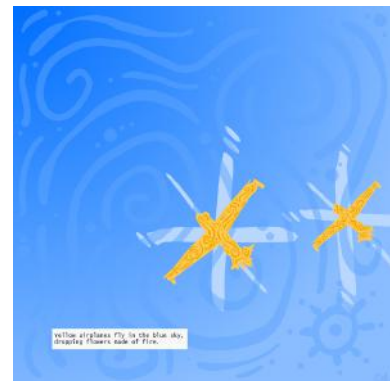 Yellow airplanes fly in the blue sky,
dropping flowers made of fire.